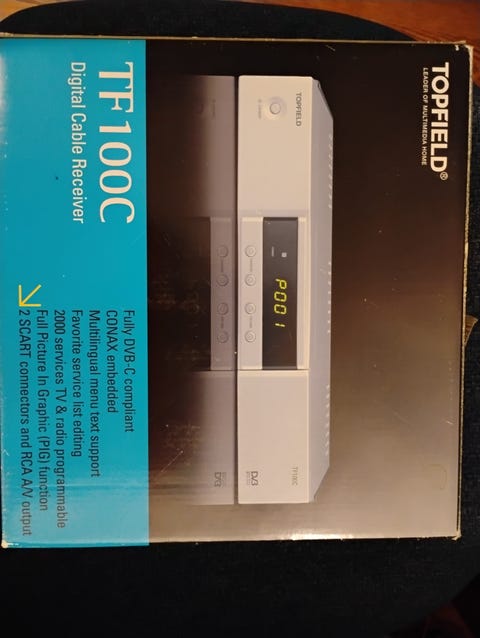 TOPFIELD®
LEADER OF MULTIMEDIA HOME
TOPFIELD
P001
TF100C
DVB
TF100C
Digital Cable Receiver
Fully DVB-C compliant
CONAX embedded
Multilingual menu text support
Favorite service list editing
2000 services TV & radio programmable
Full Picture In Graphic (PIG) function
2 SCART connectors and RCA A/V output